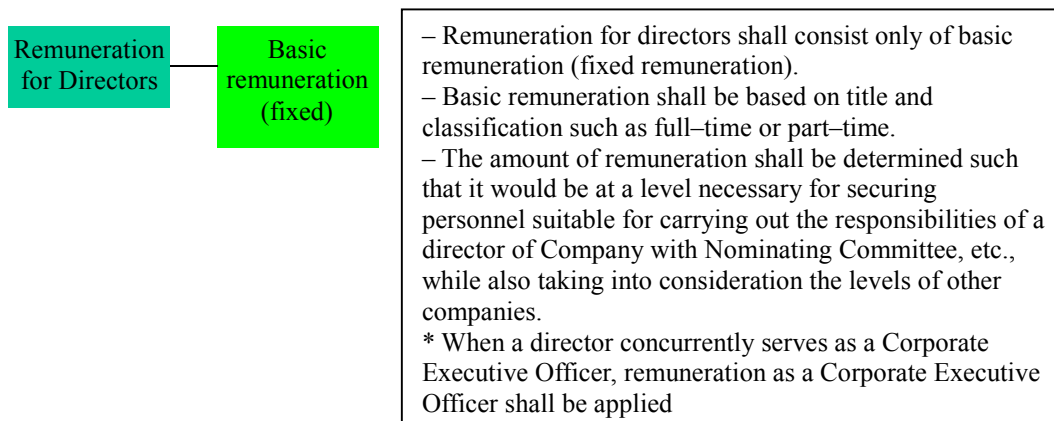 Remuneration
for Directors
Basic
remuneration
(fixed)
– Remuneration for directors shall consist only of basic
remuneration (fixed remuneration).
– Basic remuneration shall be based on title and
classification such as full–time or part–time.
– The amount of remuneration shall be determined such
that it would be at a level necessary for securing
personnel suitable for carrying out the responsibilities of a
director of Company with Nominating Committee, etc.,
while also taking into consideration the levels of other
companies.
* When a director concurrently serves as a Corporate
Executive Officer, remuneration as a Corporate Executive
Officer shall be applied